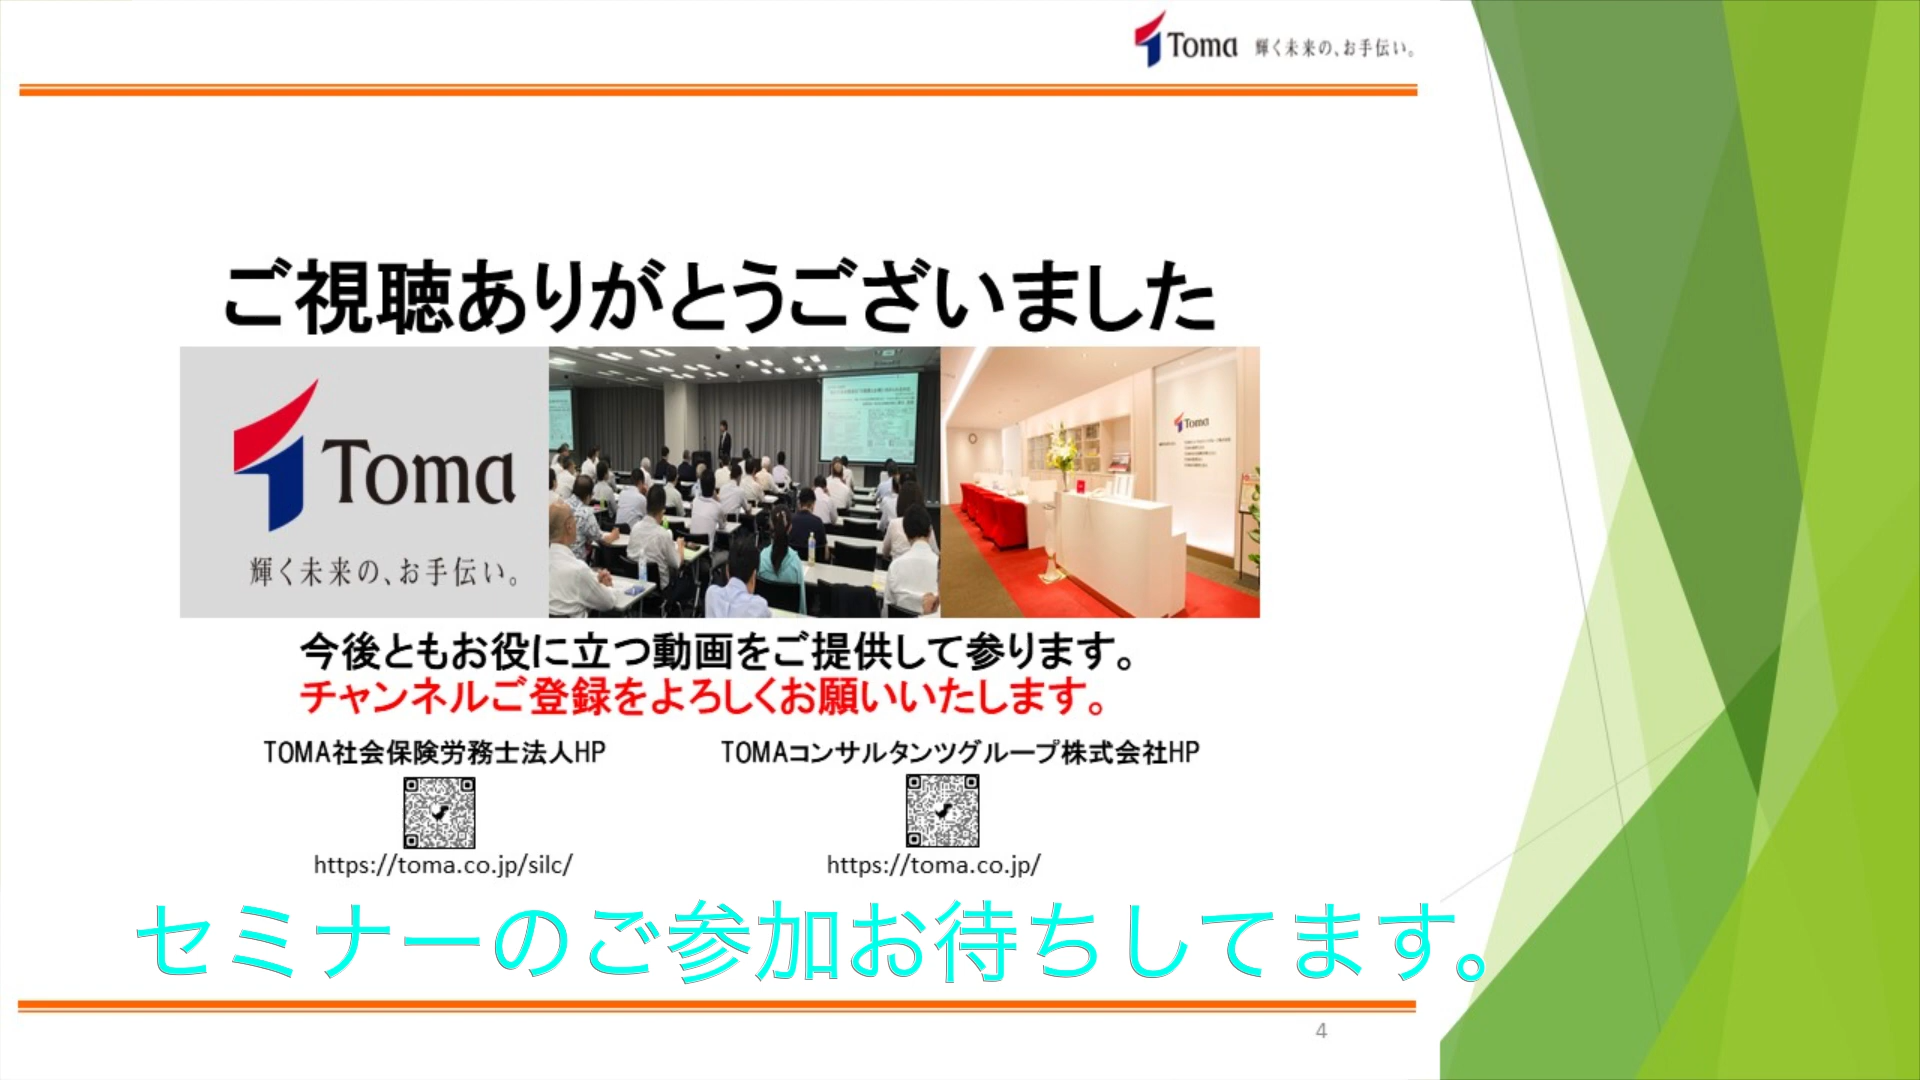 Toma 輝く未来の、お手伝い。
ご視聴ありがとうございました
Toma
輝く未来の、お手伝い。
Toma
今後ともお役に立つ動画をご提供して参ります。
チャンネルご登録をよろしくお願いいたします。
TOMA社会保険労務士法人HP
TOMAコンサルタンツグループ株式会社HP
https://toma.co.jp/silc/
https://toma.co.jp/
セミナーのご参加お待ちしてます。
4